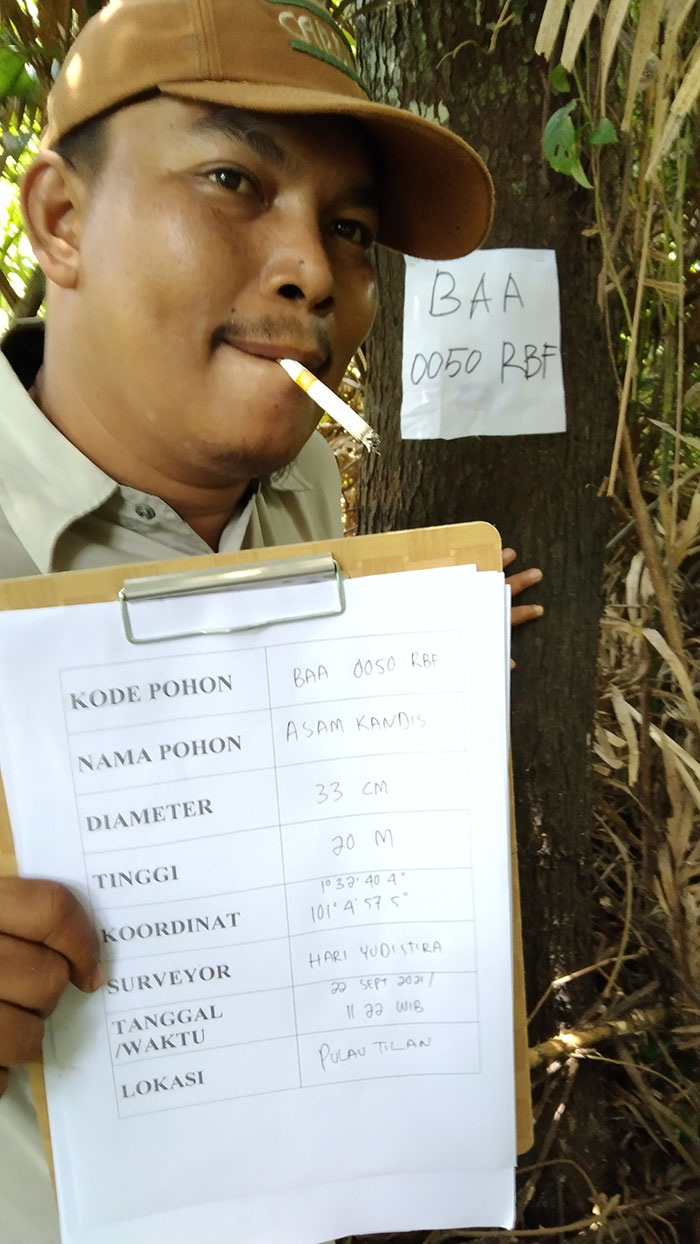 BAA
0050 RBF
KODE POHON BAA 0050 RBF
NAMA POHON ASAM KANDIS
DIAMETER 33 CM
TINGGI 20 M
KOORDINAT 1° 32' 40 4" 101° 4' 57 5"
SURVEYOR HARI YUDISTIRA
TANGGAL /WAKTU 22 SEPT 2021/ 11 22 WIB
LOKASI PULAU TILAN